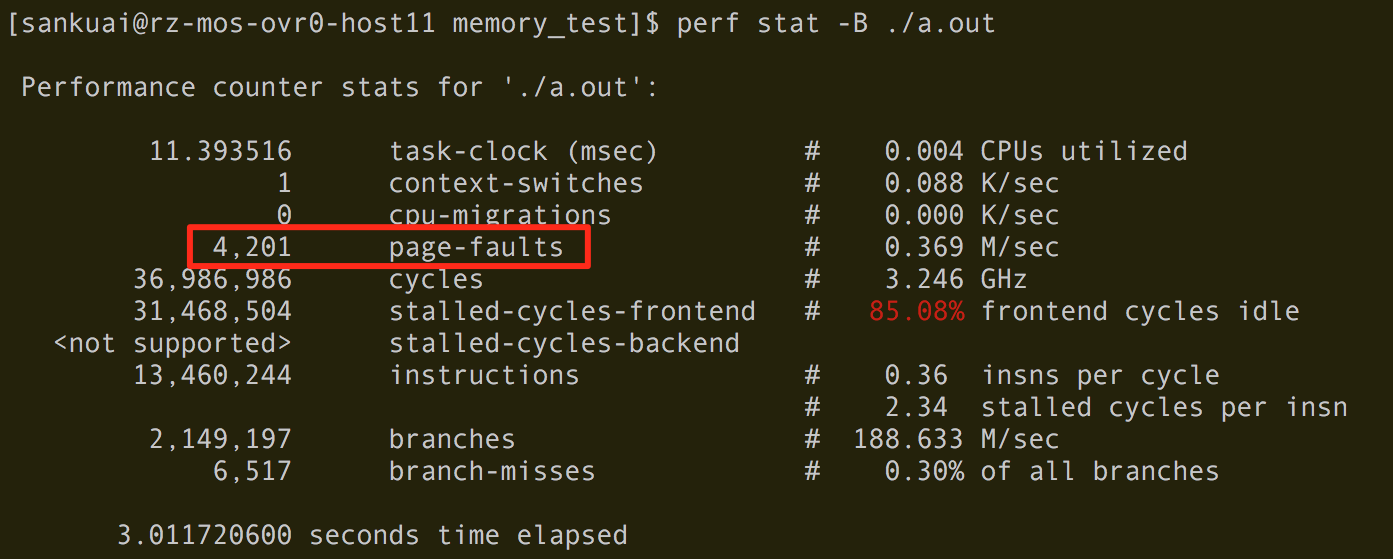 [sankuai@rz-mos-ovr0-host11 memory_test]$ perf stat -B ./a.out
Performance counter stats for './a.out':
11.393516 task-clock (msec) # 0.004 CPUs utilized
1 context-switches # 0.088 K/sec
0 cpu-migrations # 0.000 K/sec
4,201 page-faults # 0.369 M/sec
36,986,986 cycles # 3.246 GHz
31,468,504 stalled-cycles-frontend # 85.08% frontend cycles idle
<not supported> stalled-cycles-backend
13,460,244 instructions # 0.36 insns per cycle
# 2.34 stalled cycles per insn
2,149,197 branches # 188.633 M/sec
6,517 branch-misses # 0.30% of all branches
3.011720600 seconds time elapsed